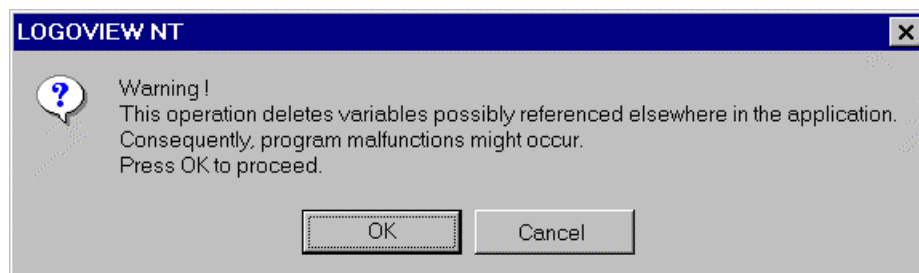 LOGOVIEW NT
Warning !
This operation deletes variables possibly referenced elsewhere in the application.
Consequently, program malfunctions might occur.
Press OK to proceed.
OK
Cancel